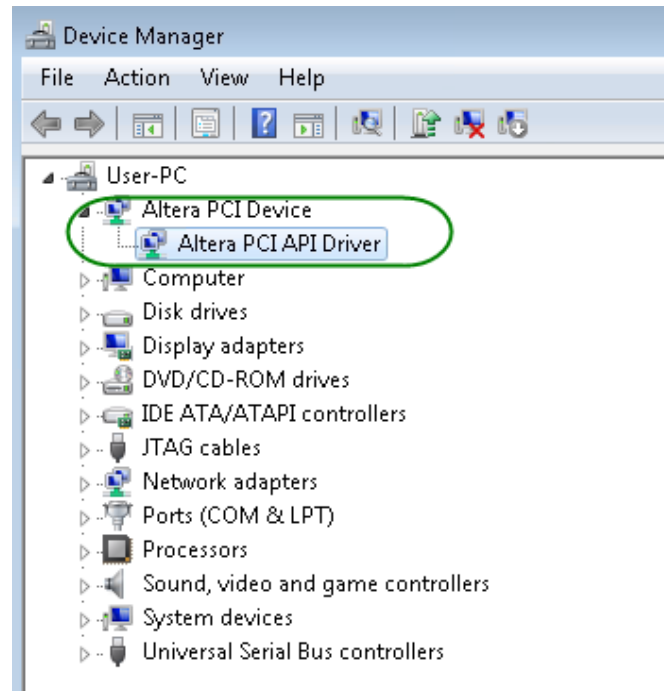 Device Manager
File Action View Help
User-PC
Altera PCI Device
Altera PCI API Driver
Computer
Disk drives
Display adapters
DVD/CD-ROM drives
IDE ATA/ATAPI controllers
JTAG cables
Network adapters
Ports (COM & LPT)
Processors
Sound, video and game controllers
System devices
Universal Serial Bus controllers